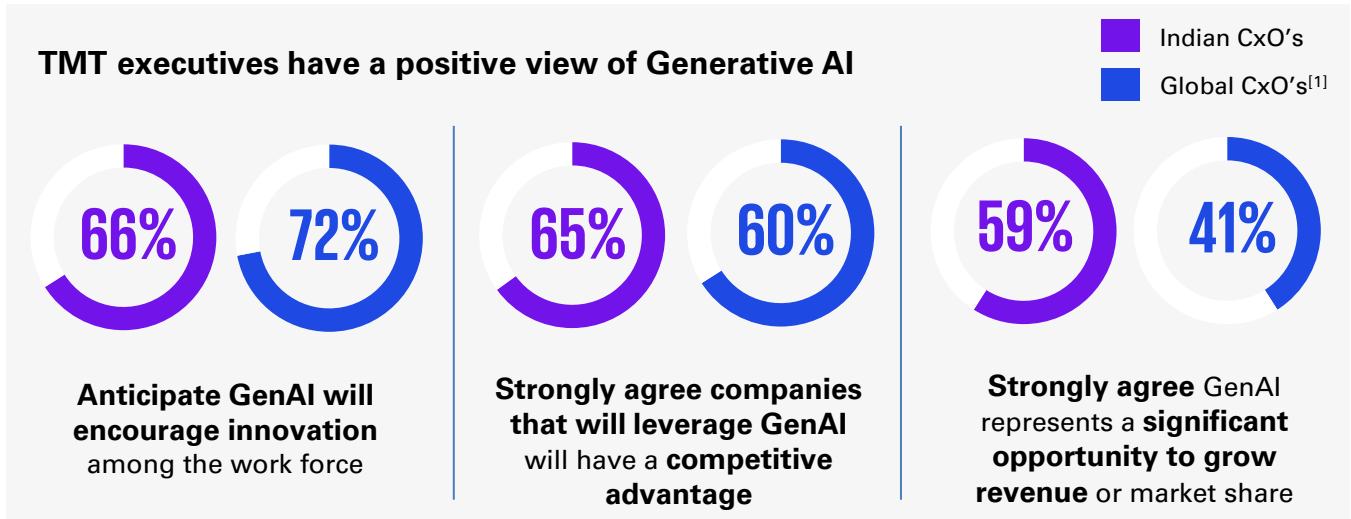 TMT executives have a positive view of Generative AI
Indian CxO's
Global CxO's[1]
66%
72%
Anticipate GenAI will
encourage innovation
among the work force
65%
60%
Strongly agree companies
that will leverage GenAI
will have a competitive
advantage
59%
41%
Strongly agree GenAI
represents a significant
opportunity to grow
revenue or market share